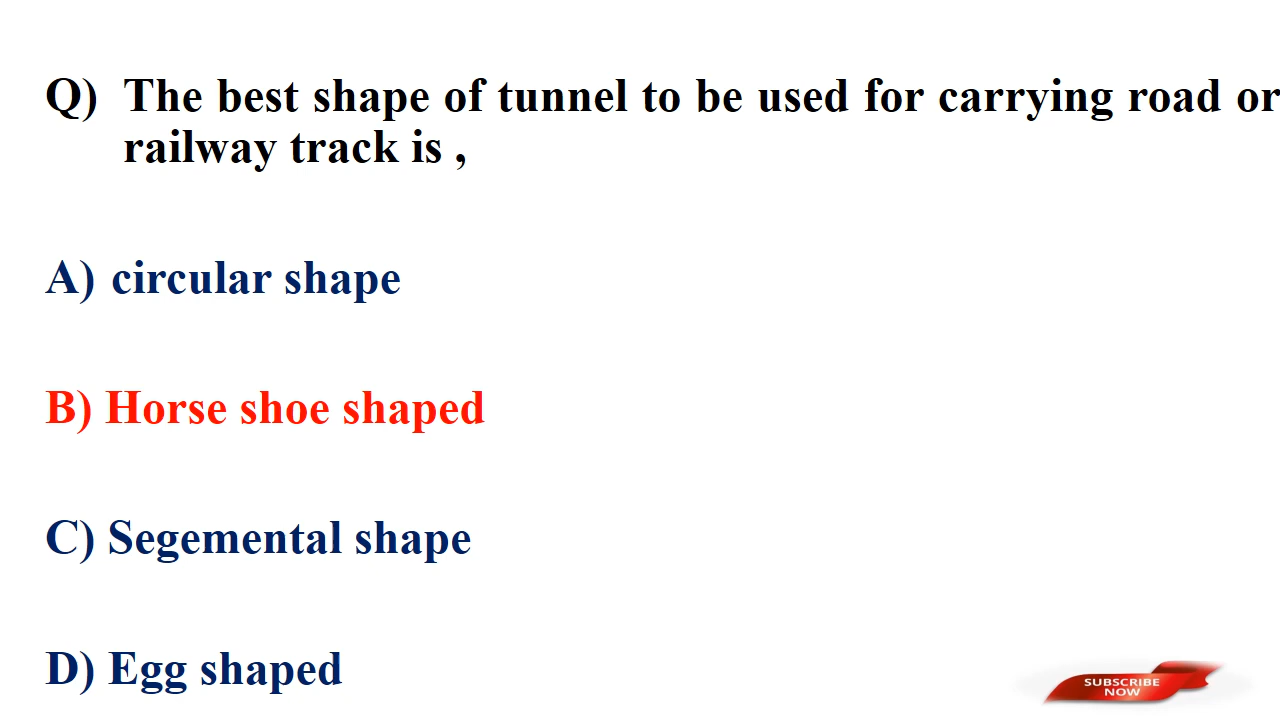 Q) The best shape of tunnel to be used for carrying road or
railway track is ,
A) circular shape
B) Horse shoe shaped
C) Segemental shape
D) Egg shaped
SUBSCRIBE
NOW